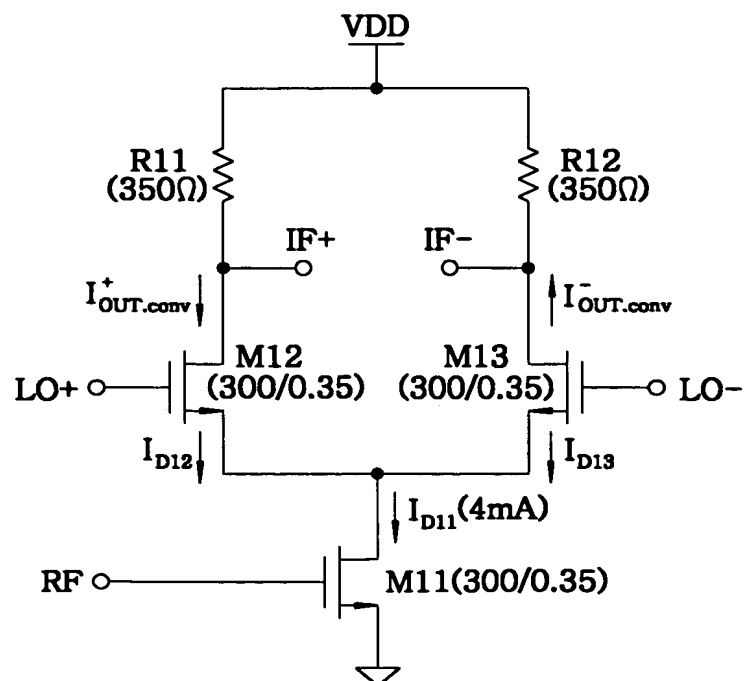 VDD
R11
(350Ω)
R12
(350Ω)
IF+
IF-
I⁺OUT.conv
I⁻OUT.conv
M12
(300/0.35)
M13
(300/0.35)
LO+
LO-
ID12
ID13
ID11(4mA)
RF
M11(300/0.35)